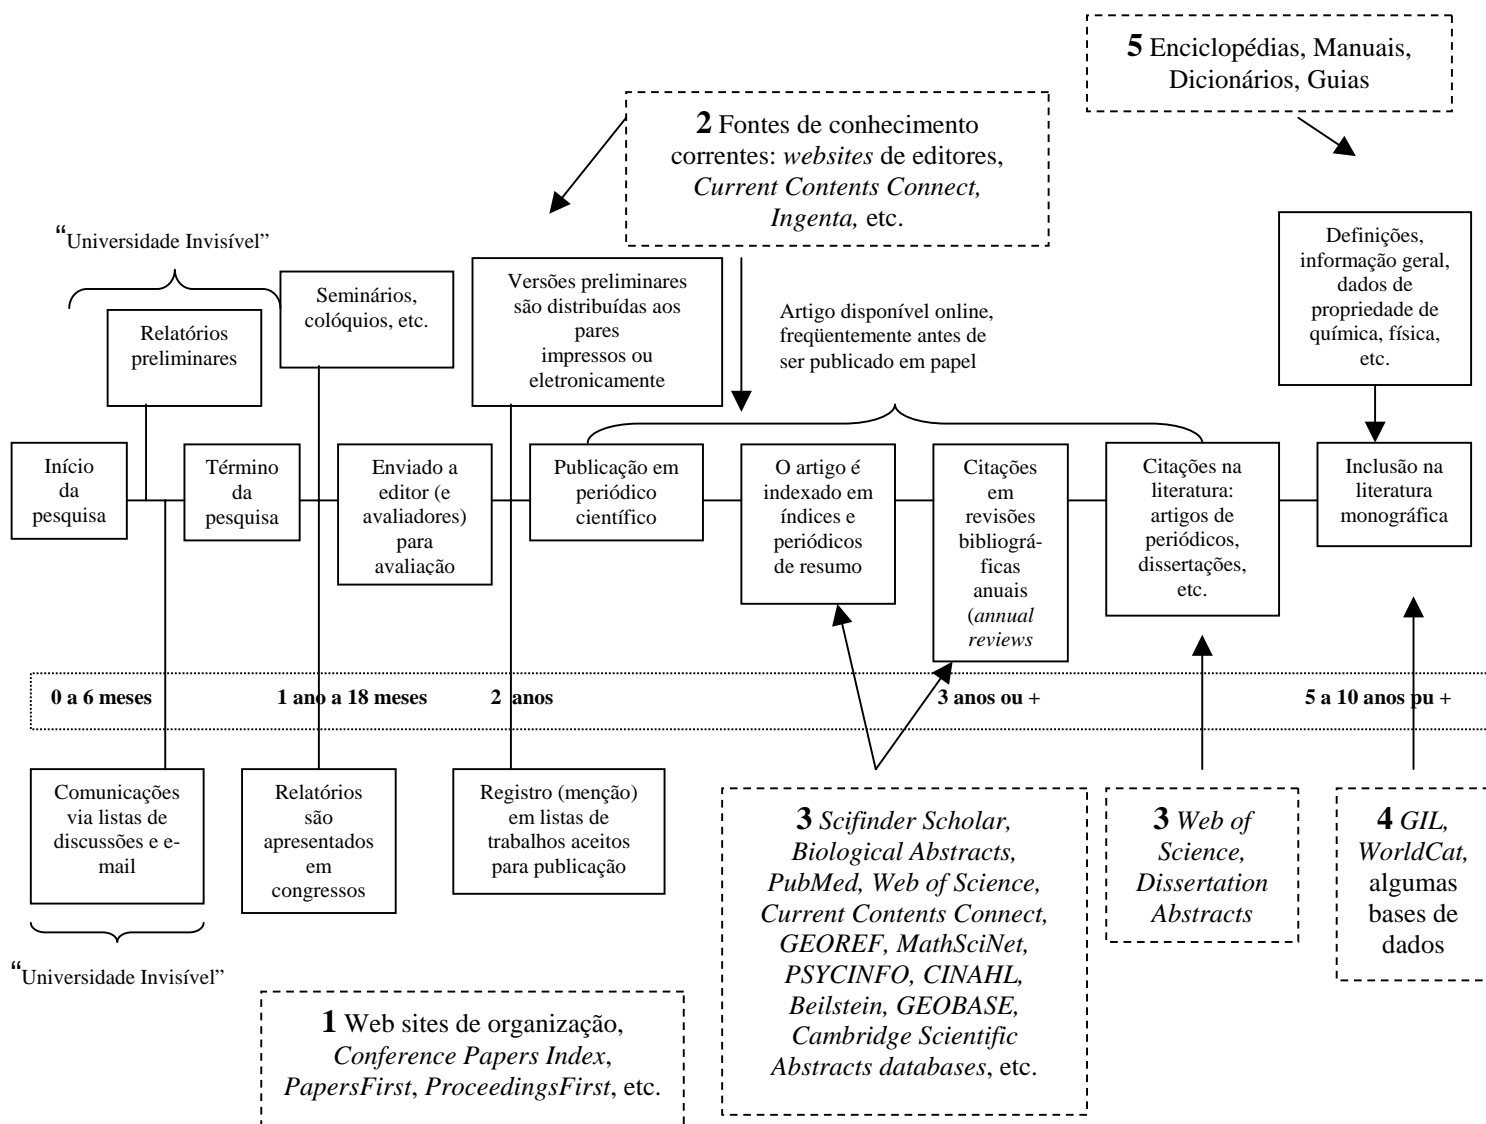 5 Enciclopédias, Manuais,
Dicionários, Guias
2 Fontes de conhecimento
correntes: websites de editores,
Current Contents Connect,
Ingenta, etc.
“Universidade Invisível”
Relatórios
preliminares
Seminários,
colóquios, etc.
Versões preliminares
são distribuídas aos
pares
impressos ou
eletronicamente
Artigo disponível online,
freqüentemente antes de
ser publicado em papel
Definições,
informação geral,
dados de
propriedade de
química, física,
etc.
Início
da
pesquisa
Término
da
pesquisa
Enviado a
editor (e
avaliadores)
para
avaliação
Publicação em
periódico
científico
O artigo é
indexado em
índices e
periódicos
de resumo
Citações
em
revisões
bibliográ-
ficas
anuais
(annual
reviews
Citações na
literatura:
artigos de
periódicos,
dissertações,
etc.
Inclusão na
literatura
monográfica
0 a 6 meses
1 ano a 18 meses
2 anos
3 anos ou +
5 a 10 anos pu +
Comunicações
via listas de
discussões e e-
mail
“Universidade Invisível”
Relatórios
são
apresentados
em
congressos
Registro (menção)
em listas de
trabalhos aceitos
para publicação
1 Web sites de organização,
Conference Papers Index,
PapersFirst, ProceedingsFirst, etc.
3 Scifinder Scholar,
Biological Abstracts,
PubMed, Web of Science,
Current Contents Connect,
GEOREF, MathSciNet,
PSYCINFO, CINAHL,
Beilstein, GEOBASE,
Cambridge Scientific
Abstracts databases, etc.
3 Web of
Science,
Dissertation
Abstracts
4 GIL,
WorldCat,
algumas
bases de
dados